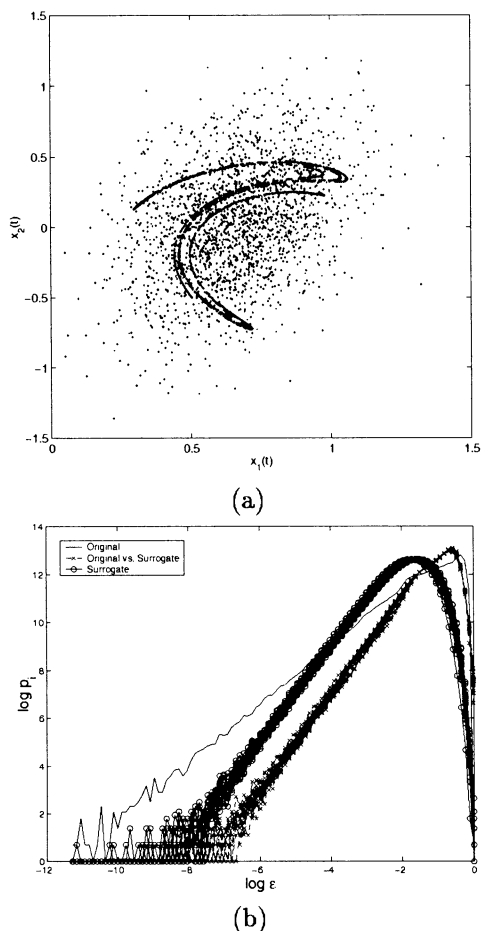 1.5
1
0.5
0
−0.5
−1
−1.5
x₂(t)
0 0.5 1 1.5
x₁(t)
(a)
14
12
10
8
6
4
2
0
log pᵢ
Original
Original vs. Surrogate
Surrogate
−12 −10 −8 −6 −4 −2 0
log ε
(b)